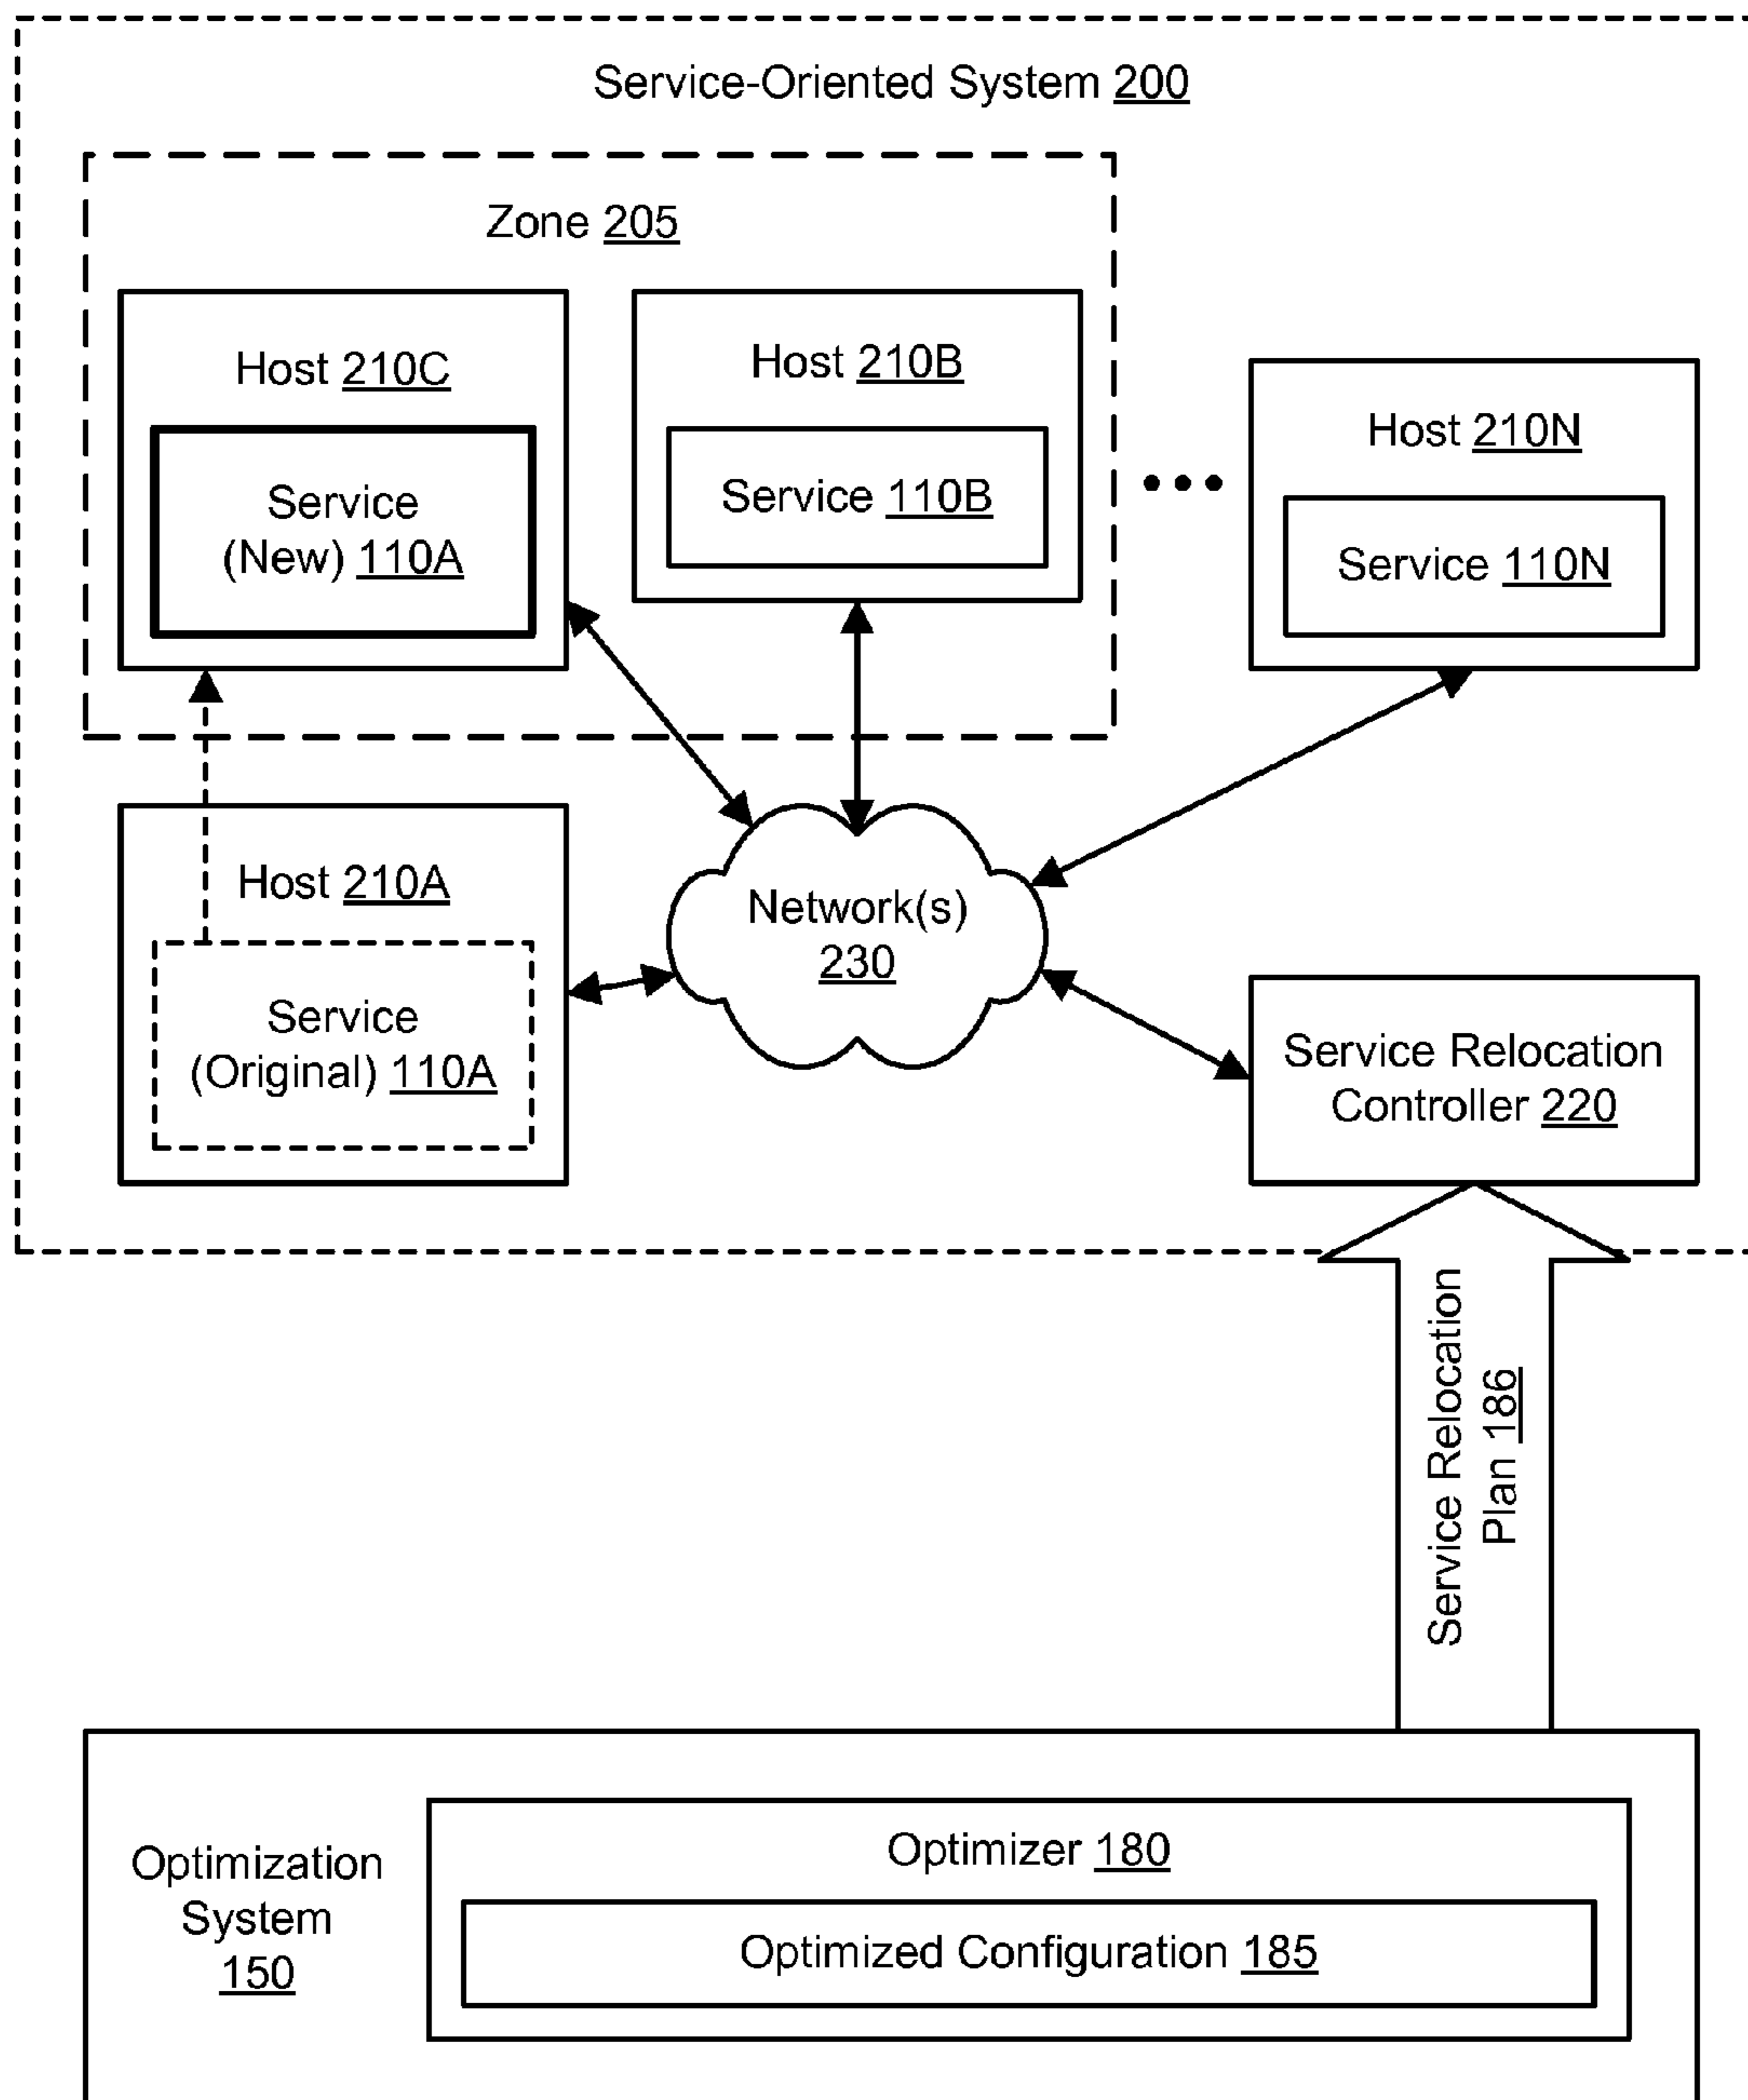 Service-Oriented System 200
Zone 205
Host 210C
Service
(New) 110A
Host 210B
Service 110B
Host 210N
Service 110N
Host 210A
Service
(Original) 110A
Network(s)
230
Service Relocation
Controller 220
Service Relocation
Plan 186
Optimization
System
150
Optimizer 180
Optimized Configuration 185